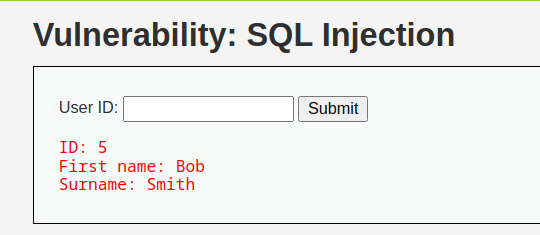 Vulnerability: SQL Injection
User ID: Submit
ID: 5
First name: Bob
Surname: Smith